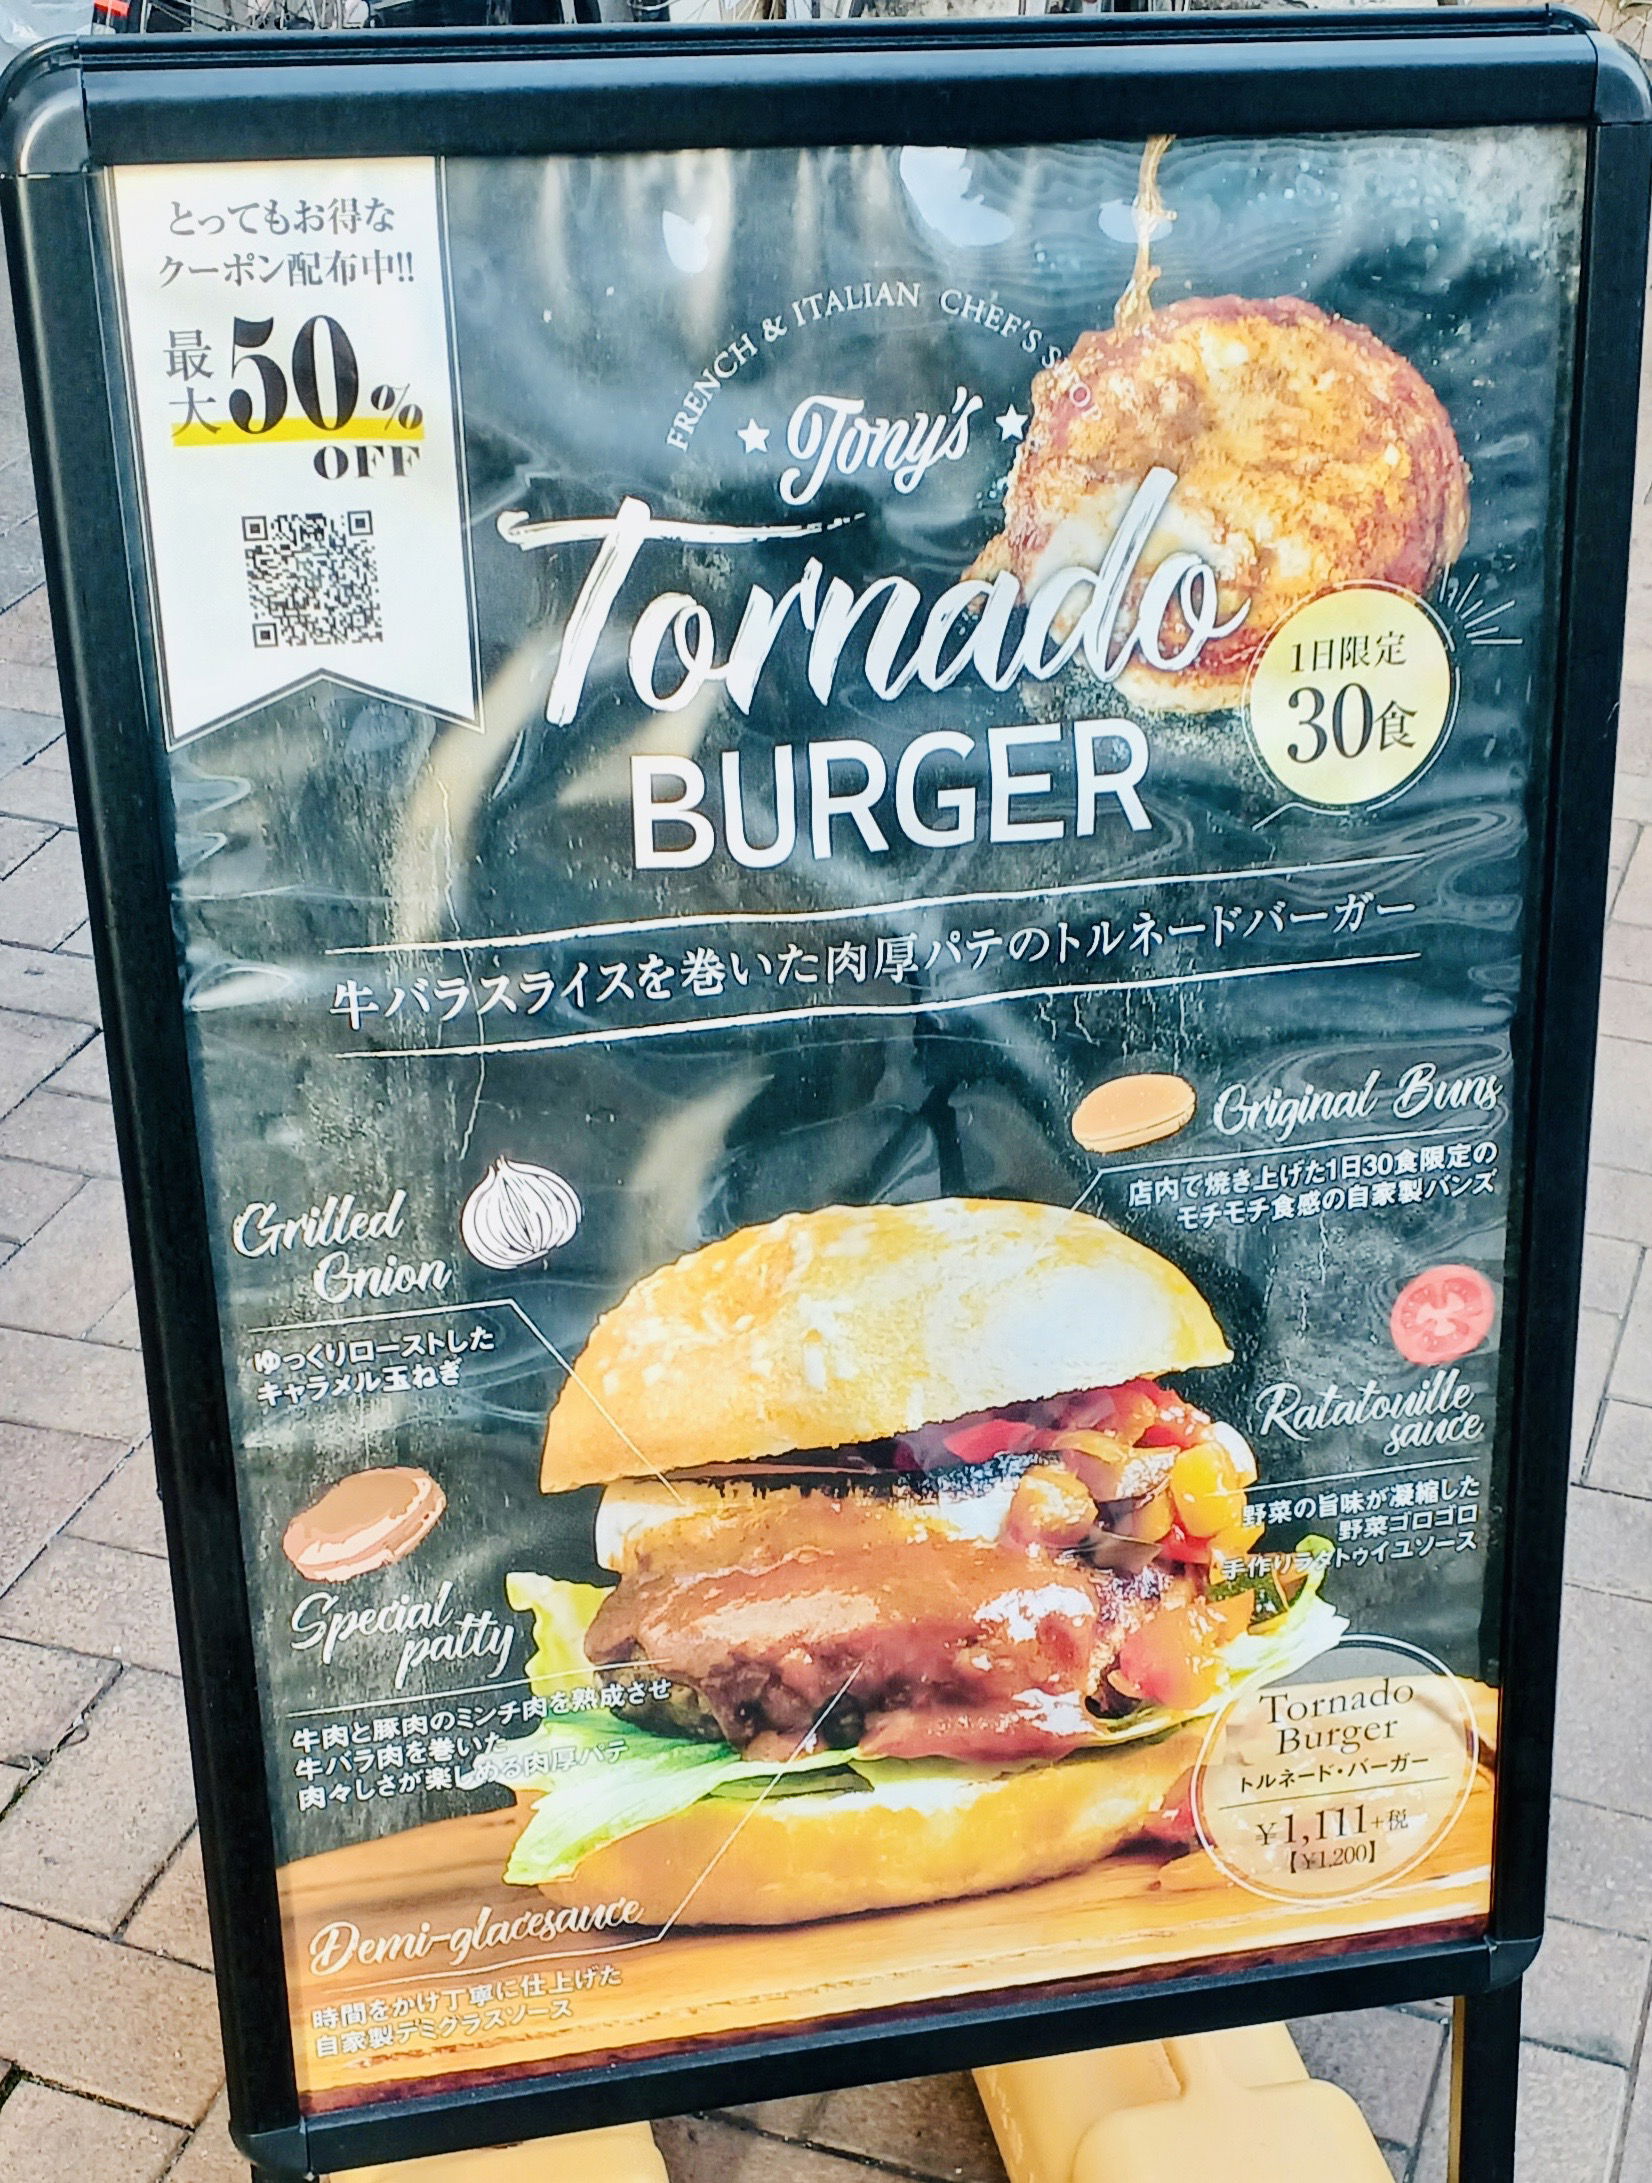 とってもお得な
クーポン配布中!!
最大50%
OFF
FRENCH & ITALIAN CHEF'S SHOP
Tony's
Tornado
BURGER
1日限定
30食
牛バラスライスを巻いた肉厚パテのトルネードバーガー
Original Buns
店内で焼き上げた1日30食限定の
モチモチ食感の自家製バンズ
Grilled
Onion
ゆっくりローストした
キャラメル玉ねぎ
Ratatouille
sauce
野菜の旨味が凝縮した
野菜ゴロゴロ
手作りラタトゥイユソース
Special
patty
牛肉と豚肉のミンチ肉を熟成させ
牛バラ肉を巻いた
肉々しさが楽しめる肉厚パテ
Tornado
Burger
トルネード・バーガー
¥1,111+税
【¥1,200】
Demi-glacesauce
時間をかけ丁寧に仕上げた
自家製デミグラスソース